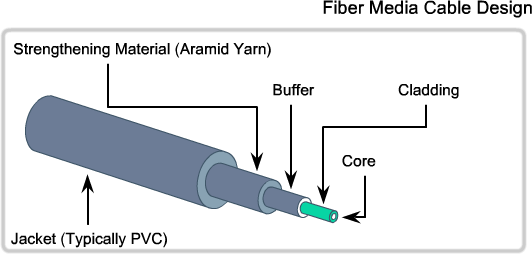 Fiber Media Cable Design
Strengthening Material (Aramid Yarn)
Buffer
Cladding
Core
Jacket (Typically PVC)